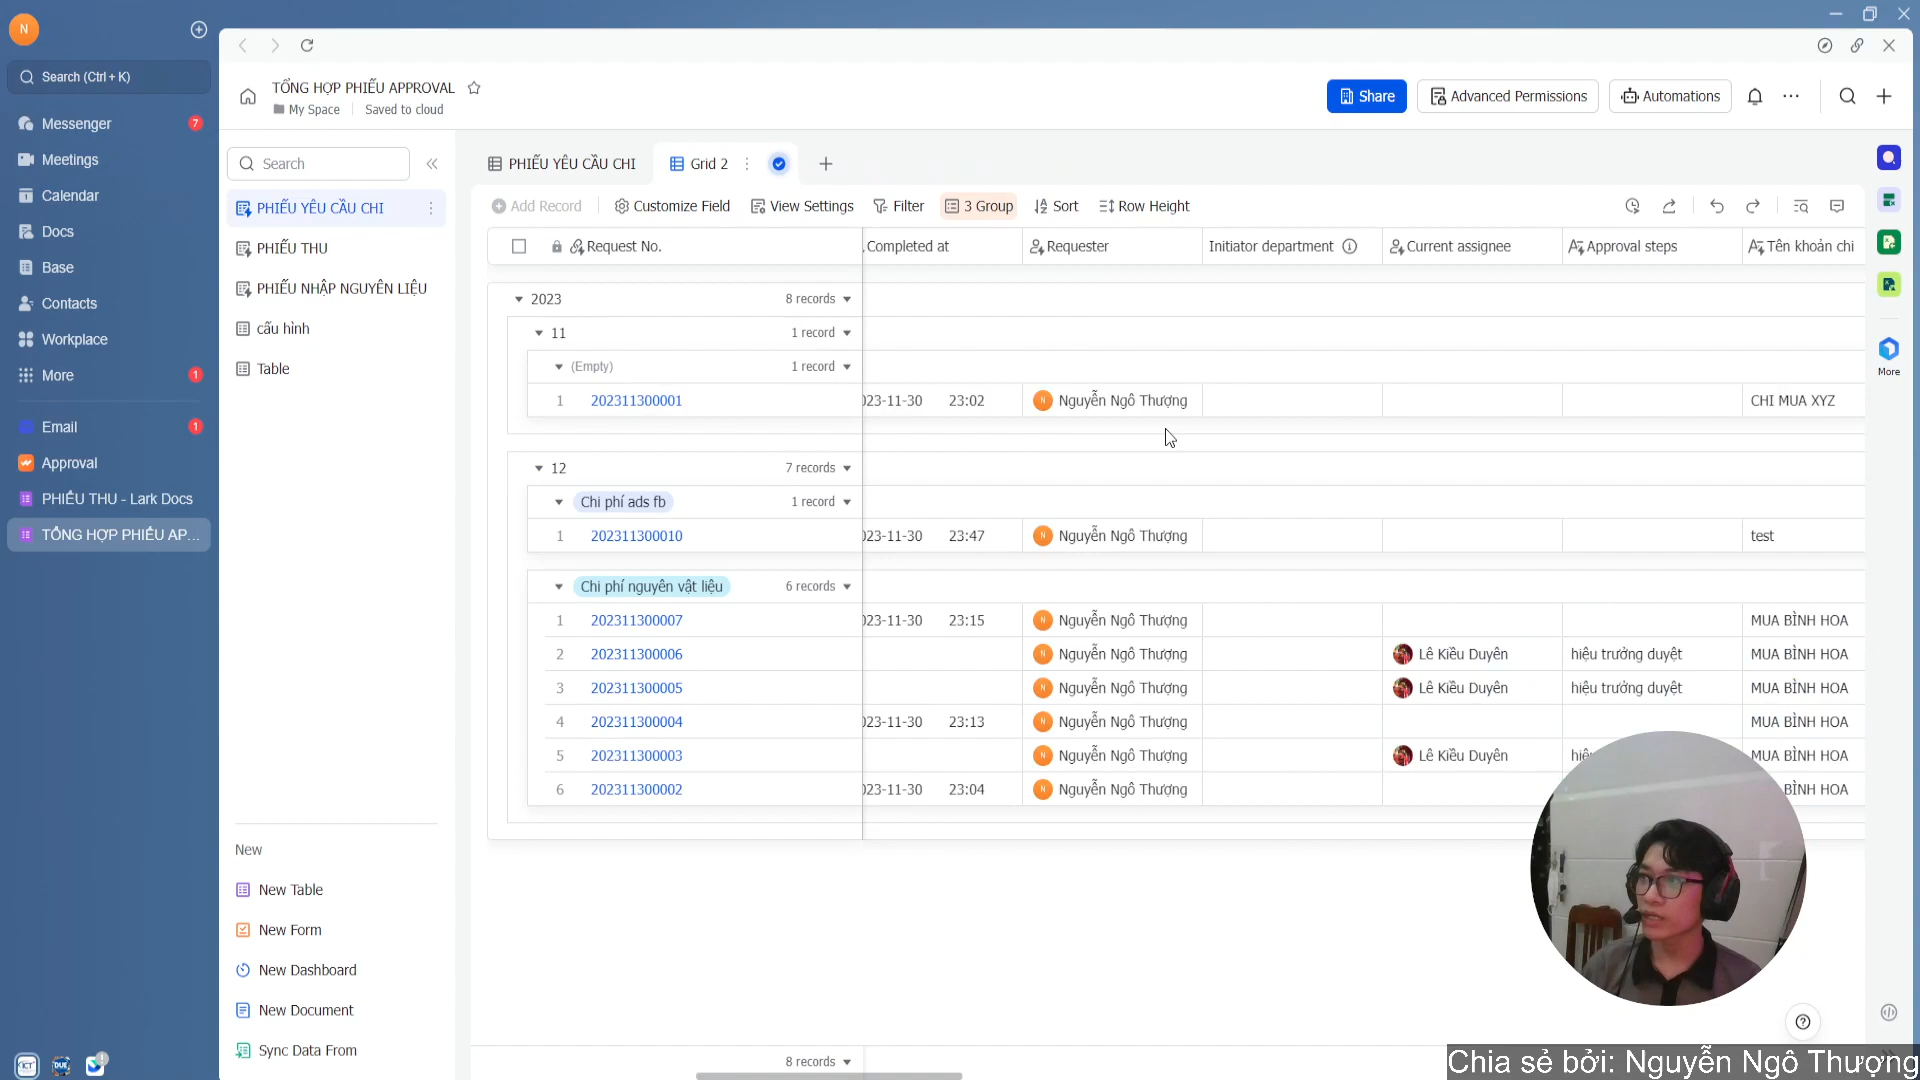 N
Search (Ctrl + K)
Messenger
7
Meetings
Calendar
Docs
Base
Contacts
Workplace
More
1
Email
1
Approval
PHIẾU THU - Lark Docs
TỔNG HỢP PHIẾU AP...
TỔNG HỢP PHIẾU APPROVAL
My Space
Saved to cloud
Share
Advanced Permissions
Automations
Search
PHIẾU YÊU CẦU CHI
PHIẾU THU
PHIẾU NHẬP NGUYÊN LIỆU
cấu hình
Table
New
New Table
New Form
New Dashboard
New Document
Sync Data From
PHIẾU YÊU CẦU CHI
Grid 2
Add Record
Customize Field
View Settings
Filter
3 Group
Sort
Row Height
Request No.
Completed at
Requester
Initiator department
Current assignee
Approval steps
Tên khoản chi
2023
8 records
11
1 record
(Empty)
1 record
1 202311300001 023-11-30 23:02 N Nguyễn Ngô Thượng CHI MUA XYZ
12
7 records
Chi phí ads fb
1 record
1 202311300010 023-11-30 23:47 N Nguyễn Ngô Thượng test
Chi phí nguyên vật liệu
6 records
1 202311300007 023-11-30 23:15 N Nguyễn Ngô Thượng MUA BÌNH HOA
2 202311300006 N Nguyễn Ngô Thượng Lê Kiều Duyên hiệu trưởng duyệt MUA BÌNH HOA
3 202311300005 N Nguyễn Ngô Thượng Lê Kiều Duyên hiệu trưởng duyệt MUA BÌNH HOA
4 202311300004 023-11-30 23:13 N Nguyễn Ngô Thượng MUA BÌNH HOA
5 202311300003 N Nguyễn Ngô Thượng Lê Kiều Duyên MUA BÌNH HOA
6 202311300002 023-11-30 23:04 N Nguyễn Ngô Thượng BÌNH HOA
8 records
More
Chia sẻ bởi: Nguyễn Ngô Thượng